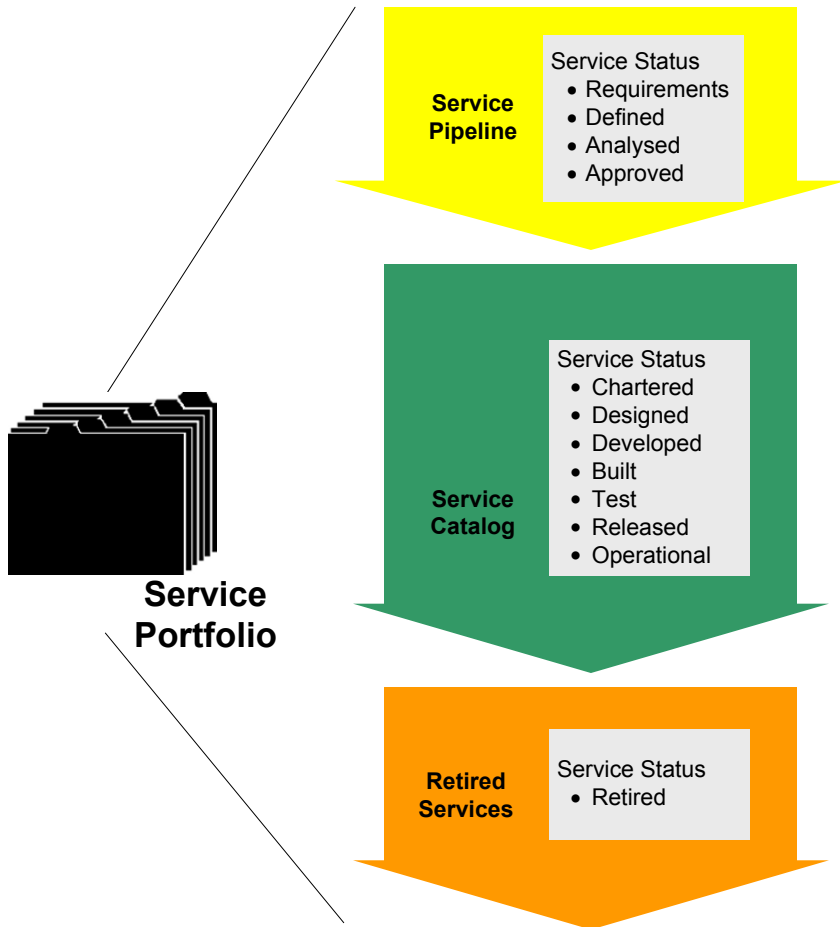 Service
Pipeline
Service Status
• Requirements
• Defined
• Analysed
• Approved
Service
Catalog
Service Status
• Chartered
• Designed
• Developed
• Built
• Test
• Released
• Operational
Service
Portfolio
Retired
Services
Service Status
• Retired